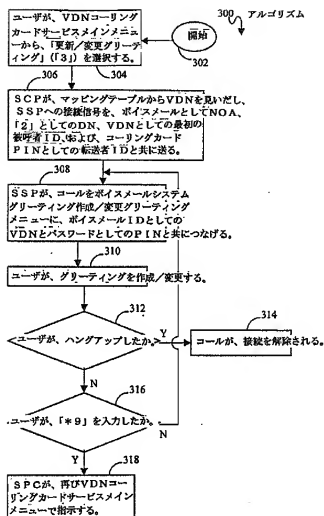 300 アルゴリズム
開始
302
ユーザが、VDNコーリング
カードサービスメインメニュ
ーから、「更新／変更グリーテ
ィング」（「3」）を選択する。
304
306
SCPが、マッピングテーブルからVDNを見いだし、
SSPへの接続信号を、ボイスメールとしてNOA、
「2」としてのDN、VDNとしての最初の
被呼者ID、および、コーリングカード
PINとしての転送者IDと共に送る。
308
SSPが、コールをボイスメールシステム
グリーティング作成／変更グリーティング
メニューに、ボイスメールIDとしての
VDNとパスワードとしてのPINと共につなげる。
310
ユーザが、グリーティングを作成／変更する。
312
ユーザが、ハングアップしたか。
Y
314
コールが、接続を解除される。
N
316
ユーザが、「＊9」を入力したか。
N
Y
318
SPCが、再びVDNコー
リングカードサービスメイン
メニューで指示する。